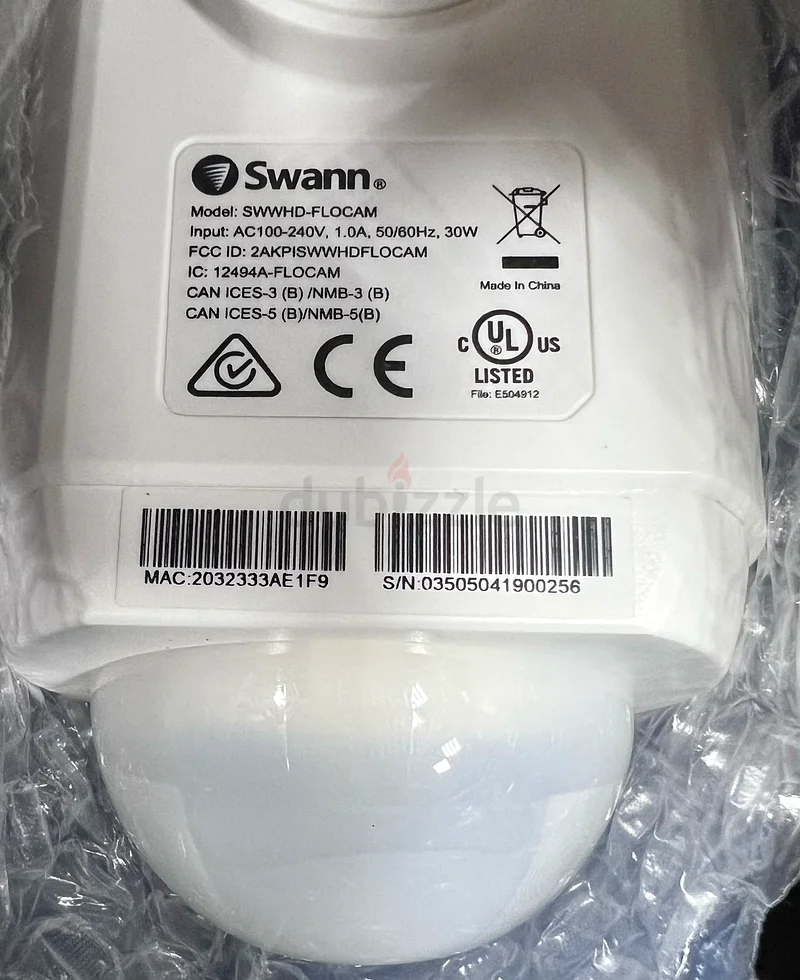 Swann®
Model: SWWHD-FLOCAM
Input: AC100-240V, 1.0A, 50/60Hz, 30W
FCC ID: 2AKPISWWHDFLOCAM
IC: 12494A-FLOCAM
CAN ICES-3 (B) /NMB-3 (B)
CAN ICES-5 (B)/NMB-5(B)
Made In China
CE
C UL® US
LISTED
File: E504912
dubizzle
MAC:2032333AE1F9
S/N:03505041900256